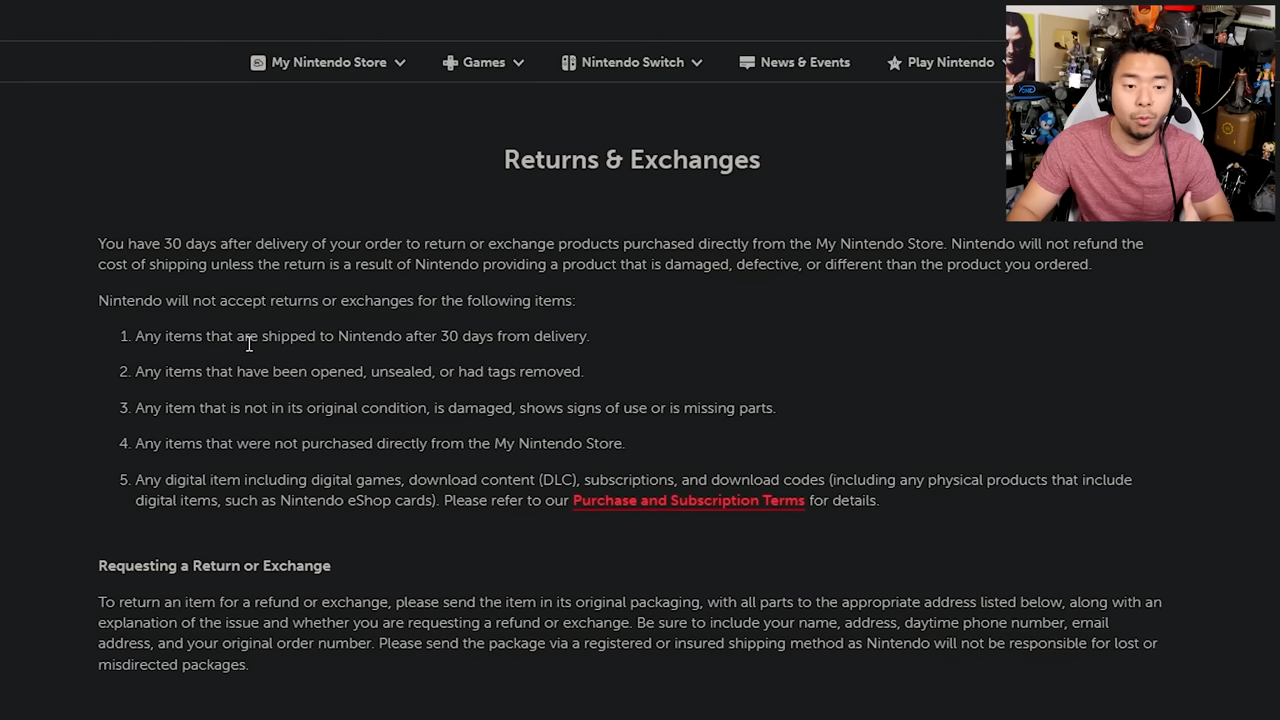 My Nintendo Store
Games
Nintendo Switch
News & Events
Play Nintendo
Returns & Exchanges
You have 30 days after delivery of your order to return or exchange products purchased directly from the My Nintendo Store. Nintendo will not refund the
cost of shipping unless the return is a result of Nintendo providing a product that is damaged, defective, or different than the product you ordered.
Nintendo will not accept returns or exchanges for the following items:
1. Any items that are shipped to Nintendo after 30 days from delivery.
2. Any items that have been opened, unsealed, or had tags removed.
3. Any item that is not in its original condition, is damaged, shows signs of use or is missing parts.
4. Any items that were not purchased directly from the My Nintendo Store.
5. Any digital item including digital games, download content (DLC), subscriptions, and download codes (including any physical products that include
digital items, such as Nintendo eShop cards). Please refer to our Purchase and Subscription Terms for details.
Requesting a Return or Exchange
To return an item for a refund or exchange, please send the item in its original packaging, with all parts to the appropriate address listed below, along with an
explanation of the issue and whether you are requesting a refund or exchange. Be sure to include your name, address, daytime phone number, email
address, and your original order number. Please send the package via a registered or insured shipping method as Nintendo will not be responsible for lost or
misdirected packages.